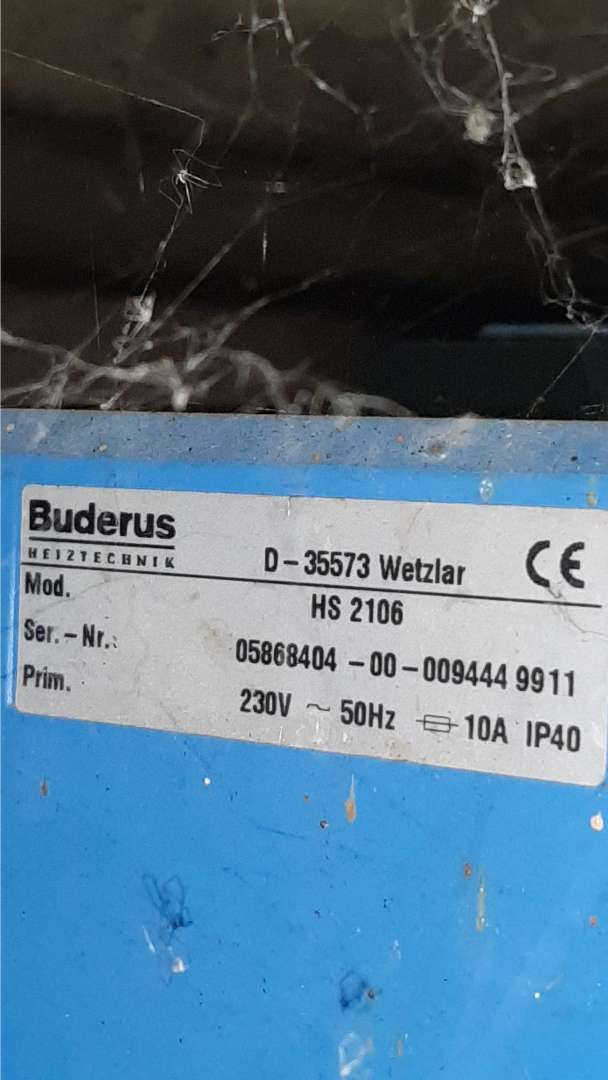 Buderus
HEIZTECHNIK
D-35573 Wetzlar CE
Mod. HS 2106
Ser.-Nr.: 05868404-00-009444 9911
Prim. 230V ~ 50Hz 10A IP40